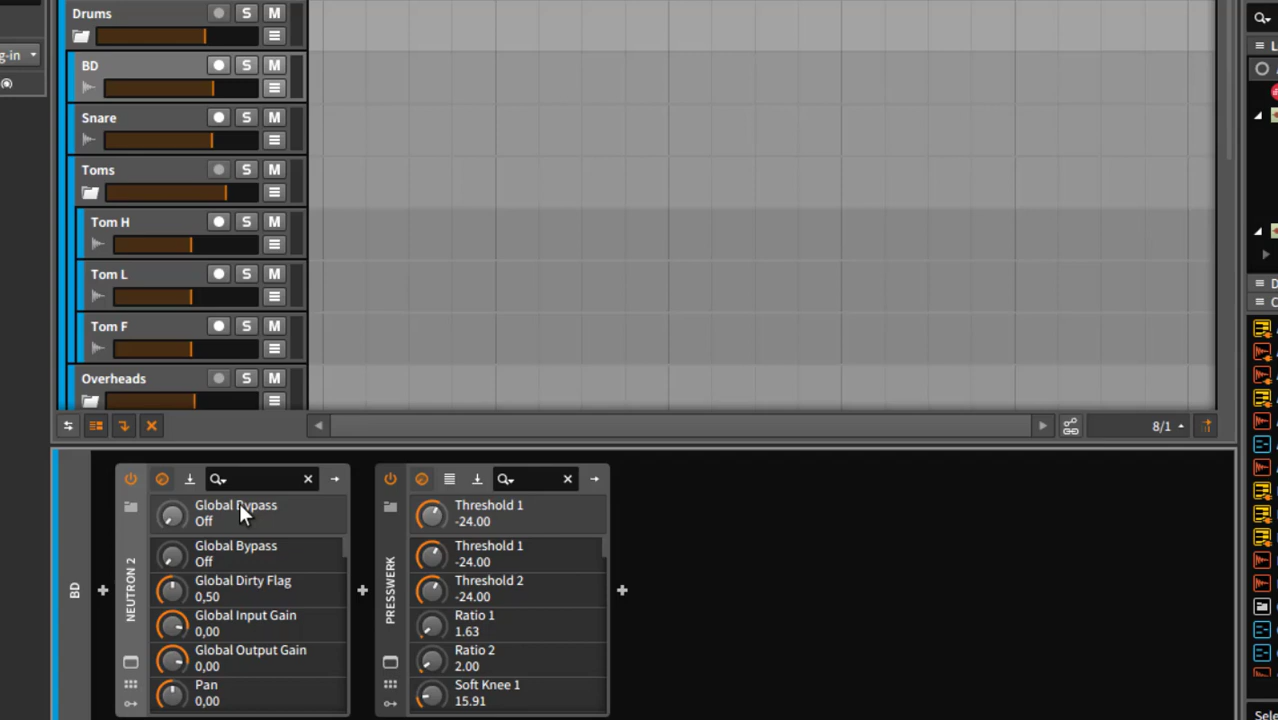 Drums
S
M
g-in
BD
S
M
Snare
S
M
Toms
S
M
Tom H
S
M
Tom L
S
M
Tom F
S
M
Overheads
S
M
8/1
Global Bypass
Off
Global Bypass
Off
Global Dirty Flag
0,50
Global Input Gain
0,00
Global Output Gain
0,00
Pan
0,00
Threshold 1
-24.00
Threshold 1
-24.00
Threshold 2
-24.00
Ratio 1
1.63
Ratio 2
2.00
Soft Knee 1
15.91
BD
NEUTRON 2
PRESSWERK